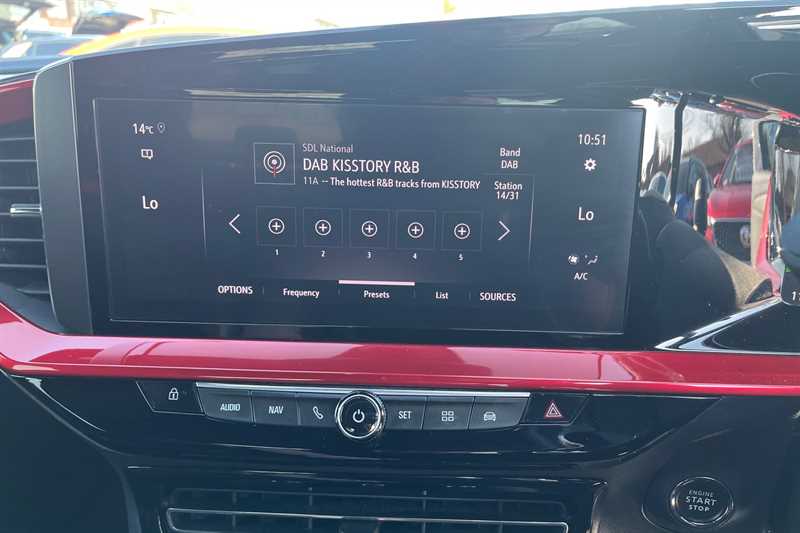 14°C
10:51
SDL National
DAB KISSTORY R&B
11A -- The hottest R&B tracks from KISSTORY
Band
DAB
Station
14/31
Lo
Lo
1
2
3
4
5
A/C
OPTIONS
Frequency
Presets
List
SOURCES
AUDIO
NAV
SET
ENGINE
START
STOP